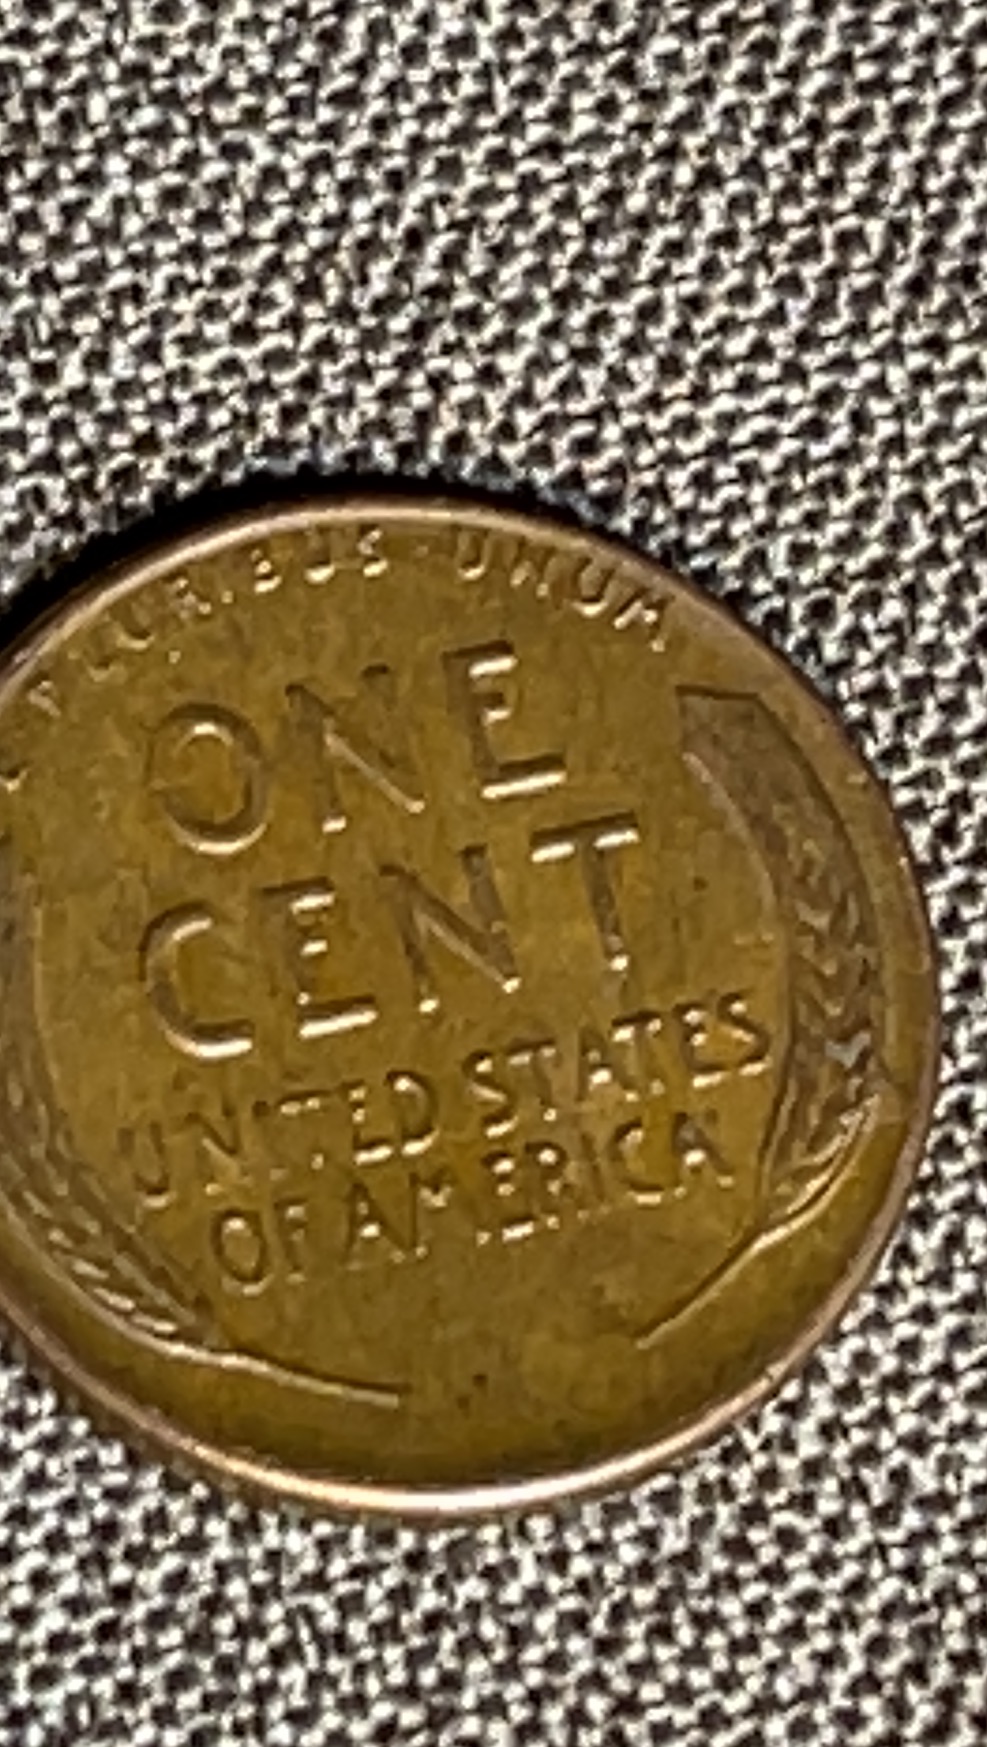 PLURIBUS UNUM
ONE
CENT
UNITED STATES
OF AMERICA